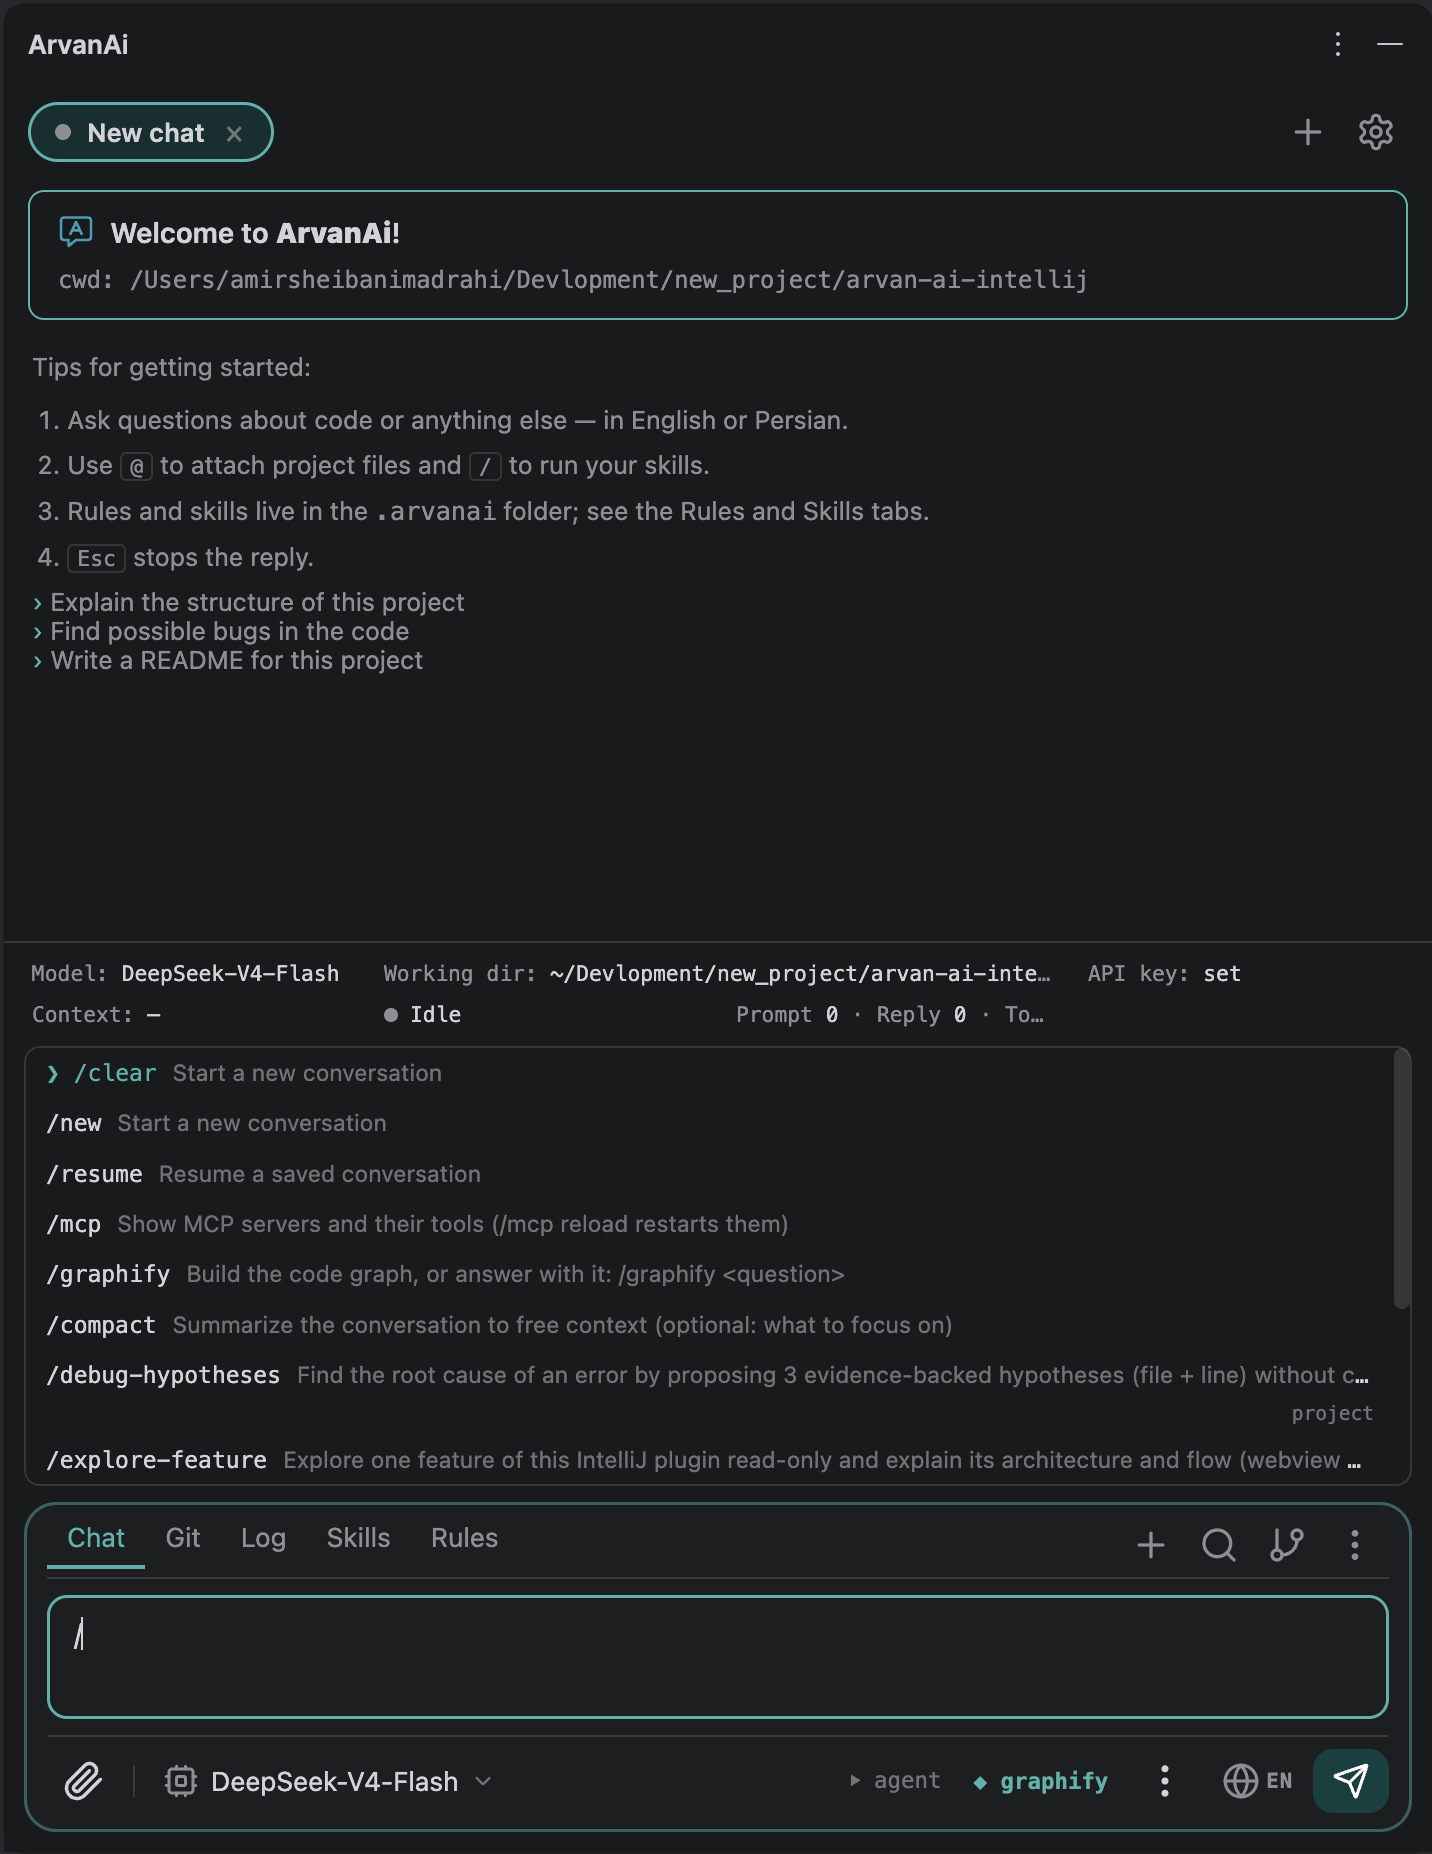 ArvanAi
New chat
Welcome to ArvanAi!
cwd: /Users/amirsheibanimadrahi/Devlopment/new_project/arvan-ai-intellij
Tips for getting started:
1. Ask questions about code or anything else — in English or Persian.
2. Use @ to attach project files and / to run your skills.
3. Rules and skills live in the .arvanai folder; see the Rules and Skills tabs.
4. Esc stops the reply.
› Explain the structure of this project
› Find possible bugs in the code
› Write a README for this project
Model: DeepSeek-V4-Flash Working dir: ~/Devlopment/new_project/arvan-ai-inte… API key: set
Context: — Idle Prompt 0 · Reply 0 · To…
❯ /clear Start a new conversation
/new Start a new conversation
/resume Resume a saved conversation
/mcp Show MCP servers and their tools (/mcp reload restarts them)
/graphify Build the code graph, or answer with it: /graphify <question>
/compact Summarize the conversation to free context (optional: what to focus on)
/debug-hypotheses Find the root cause of an error by proposing 3 evidence-backed hypotheses (file + line) without c…
project
/explore-feature Explore one feature of this IntelliJ plugin read-only and explain its architecture and flow (webview …
Chat Git Log Skills Rules
/
DeepSeek-V4-Flash agent graphify EN